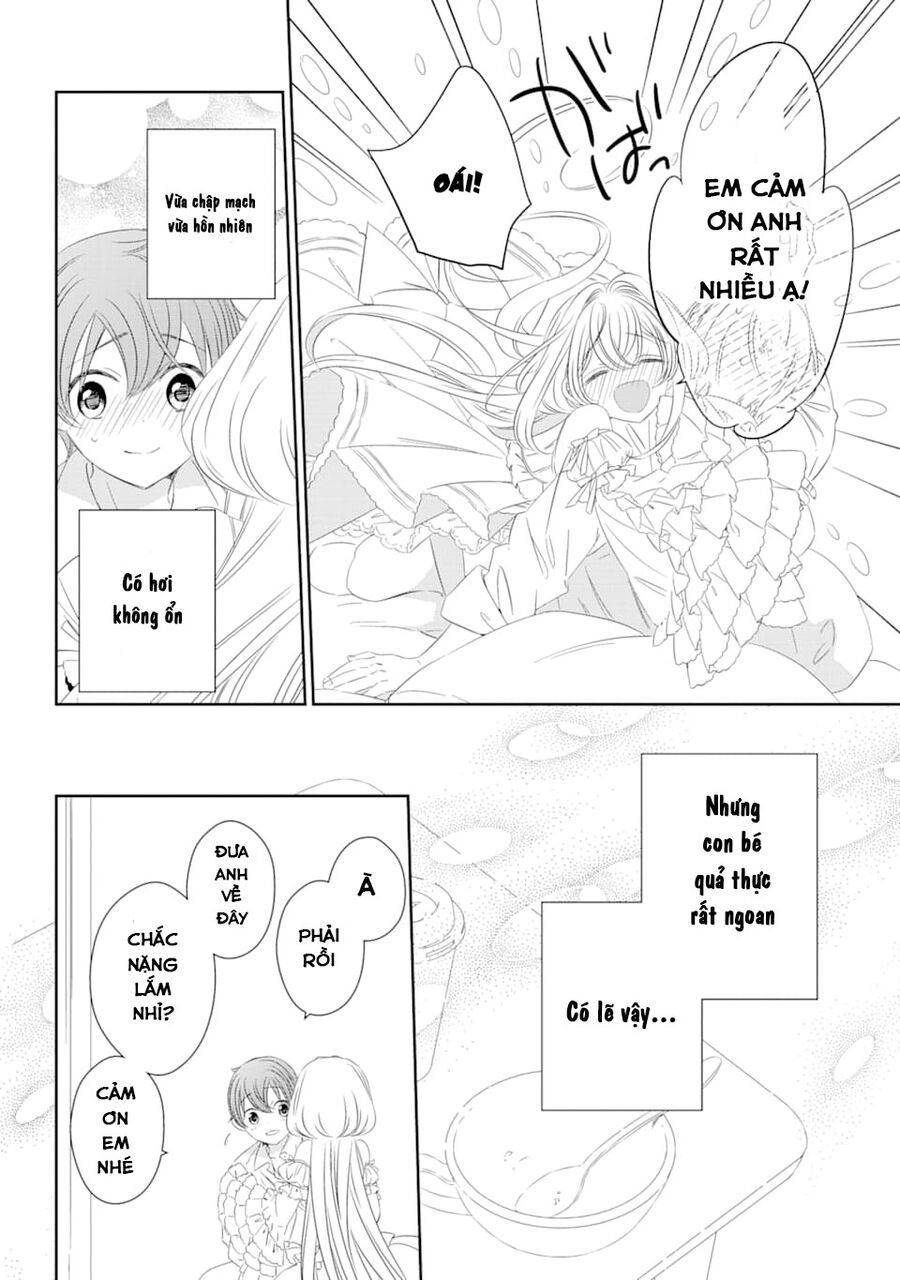 EM CẢM
ƠN ANH
RẤT
NHIỀU Ạ!
がばっ
OÁI!
Vừa chập mạch
vừa hồn nhiên
Có hơi
không ổn
Nhưng
con bé
quả thực
rất ngoan
Có lẽ vậy...
À
PHẢI
RỒI
ĐƯA
ANH
VỀ
ĐÂY
CHẮC
NẶNG
LẮM
NHỈ?
CẢM
ƠN
EM
NHÉ